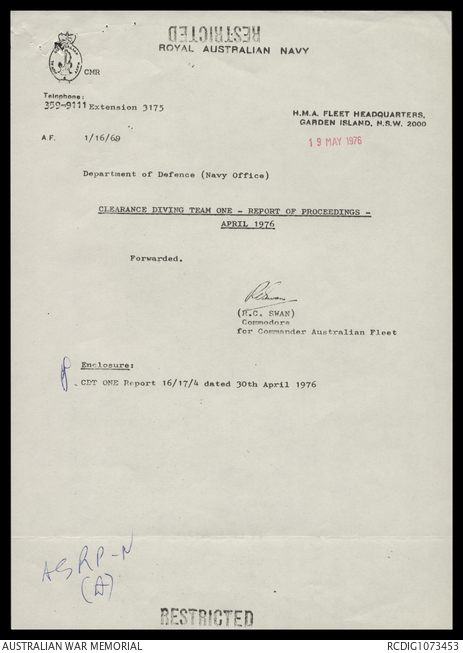 RESTRICTED
ROYAL AUSTRALIAN NAVY
CMR
Telephone:
359-9111 Extension 3175
H.M.A. FLEET HEADQUARTERS,
GARDEN ISLAND, N.S.W. 2000
A.F. 1/16/69
19 MAY 1976
Department of Defence (Navy Office)
CLEARANCE DIVING TEAM ONE - REPORT OF PROCEEDINGS -
APRIL 1976
Forwarded.
(R.C. SWAN)
Commodore
for Commander Australian Fleet
Enclosure:
CDT ONE Report 16/17/4 dated 30th April 1976
AGSRP-N
(A)
RESTRICTED
AUSTRALIAN WAR MEMORIAL
RCDIG1073453